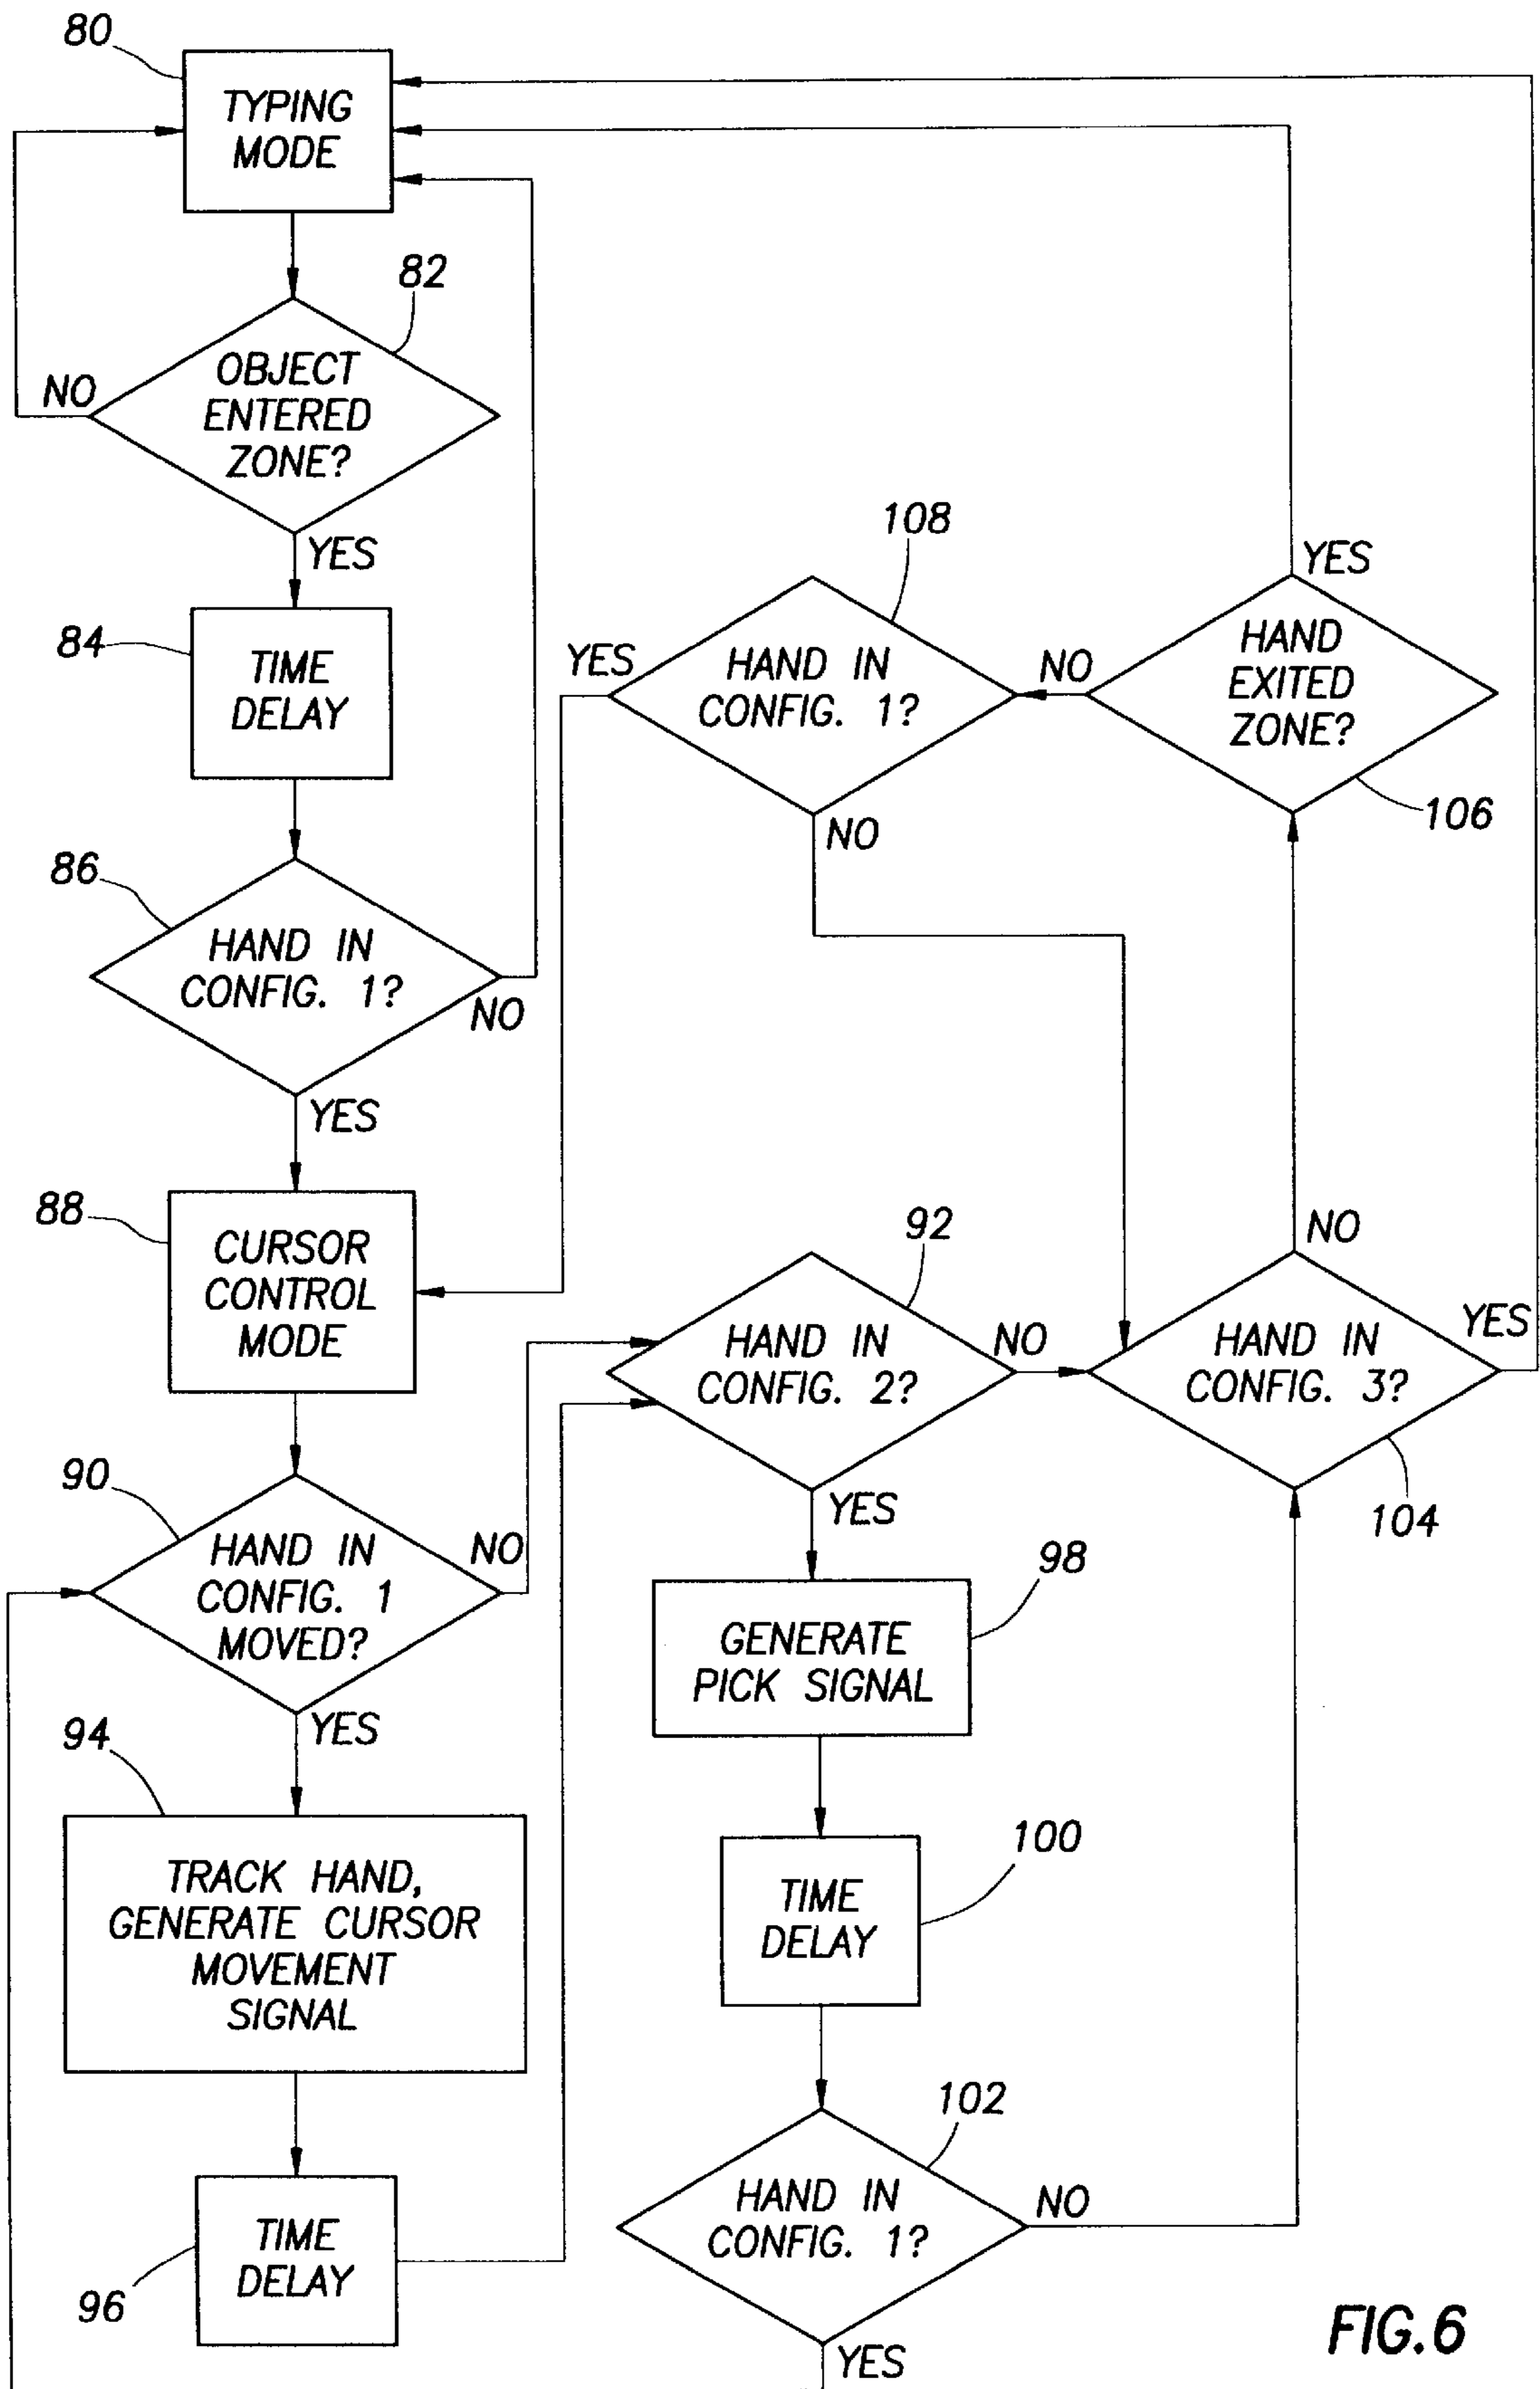 80
TYPING
MODE
82
OBJECT
ENTERED
ZONE?
NO
YES
84
TIME
DELAY
86
HAND IN
CONFIG. 1?
NO
YES
88
CURSOR
CONTROL
MODE
90
HAND IN
CONFIG. 1
MOVED?
NO
YES
94
TRACK HAND,
GENERATE CURSOR
MOVEMENT
SIGNAL
96
TIME
DELAY
108
YES
HAND IN
CONFIG. 1?
NO
NO
YES
HAND
EXITED
ZONE?
106
92
HAND IN
CONFIG. 2?
NO
YES
98
GENERATE
PICK SIGNAL
100
TIME
DELAY
102
HAND IN
CONFIG. 1?
NO
YES
NO
YES
HAND IN
CONFIG. 3?
104
FIG.6